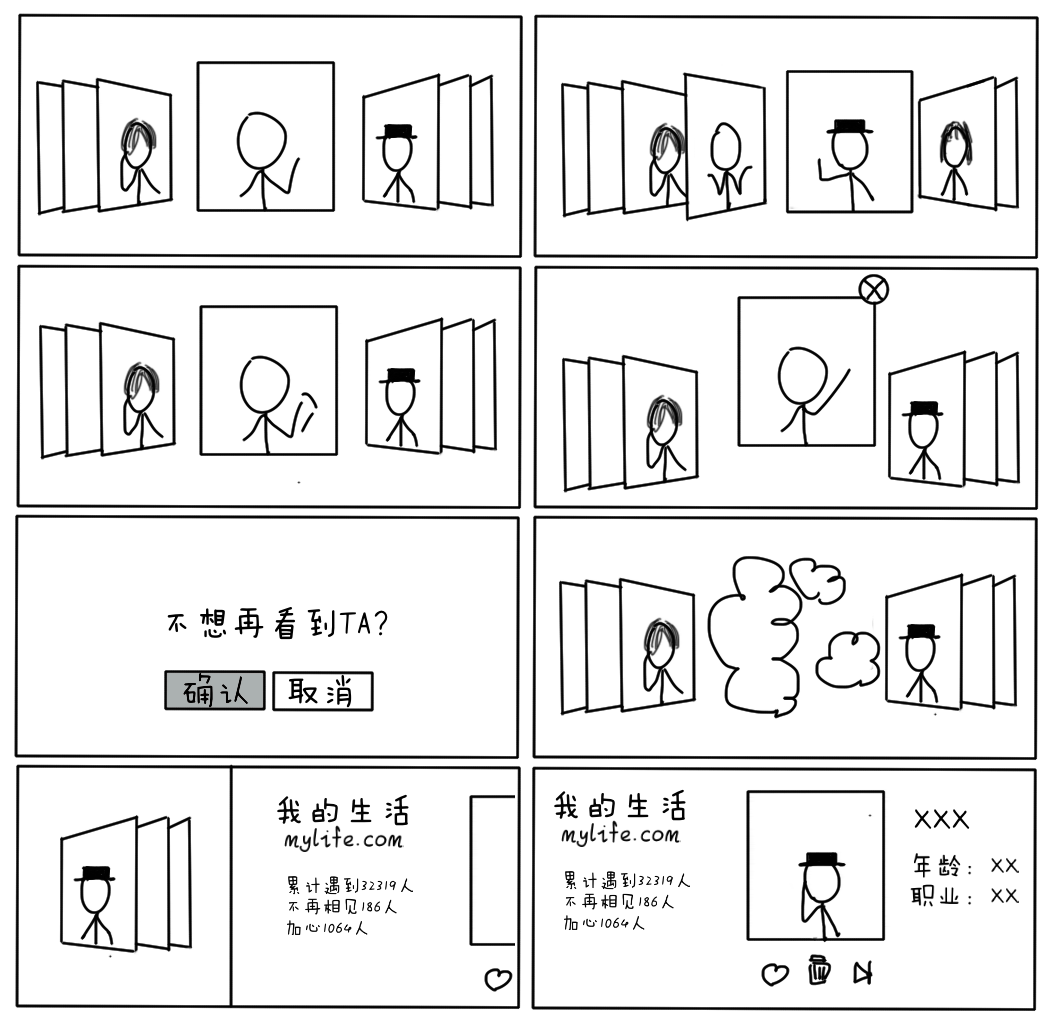 不想再看到TA?
确认
取消
我的生活
mylife.com
累计遇到32319人
不再相见186人
加心1064人
我的生活
mylife.com
累计遇到32319人
不再相见186人
加心1064人
XXX
年龄: XX
职业: XX